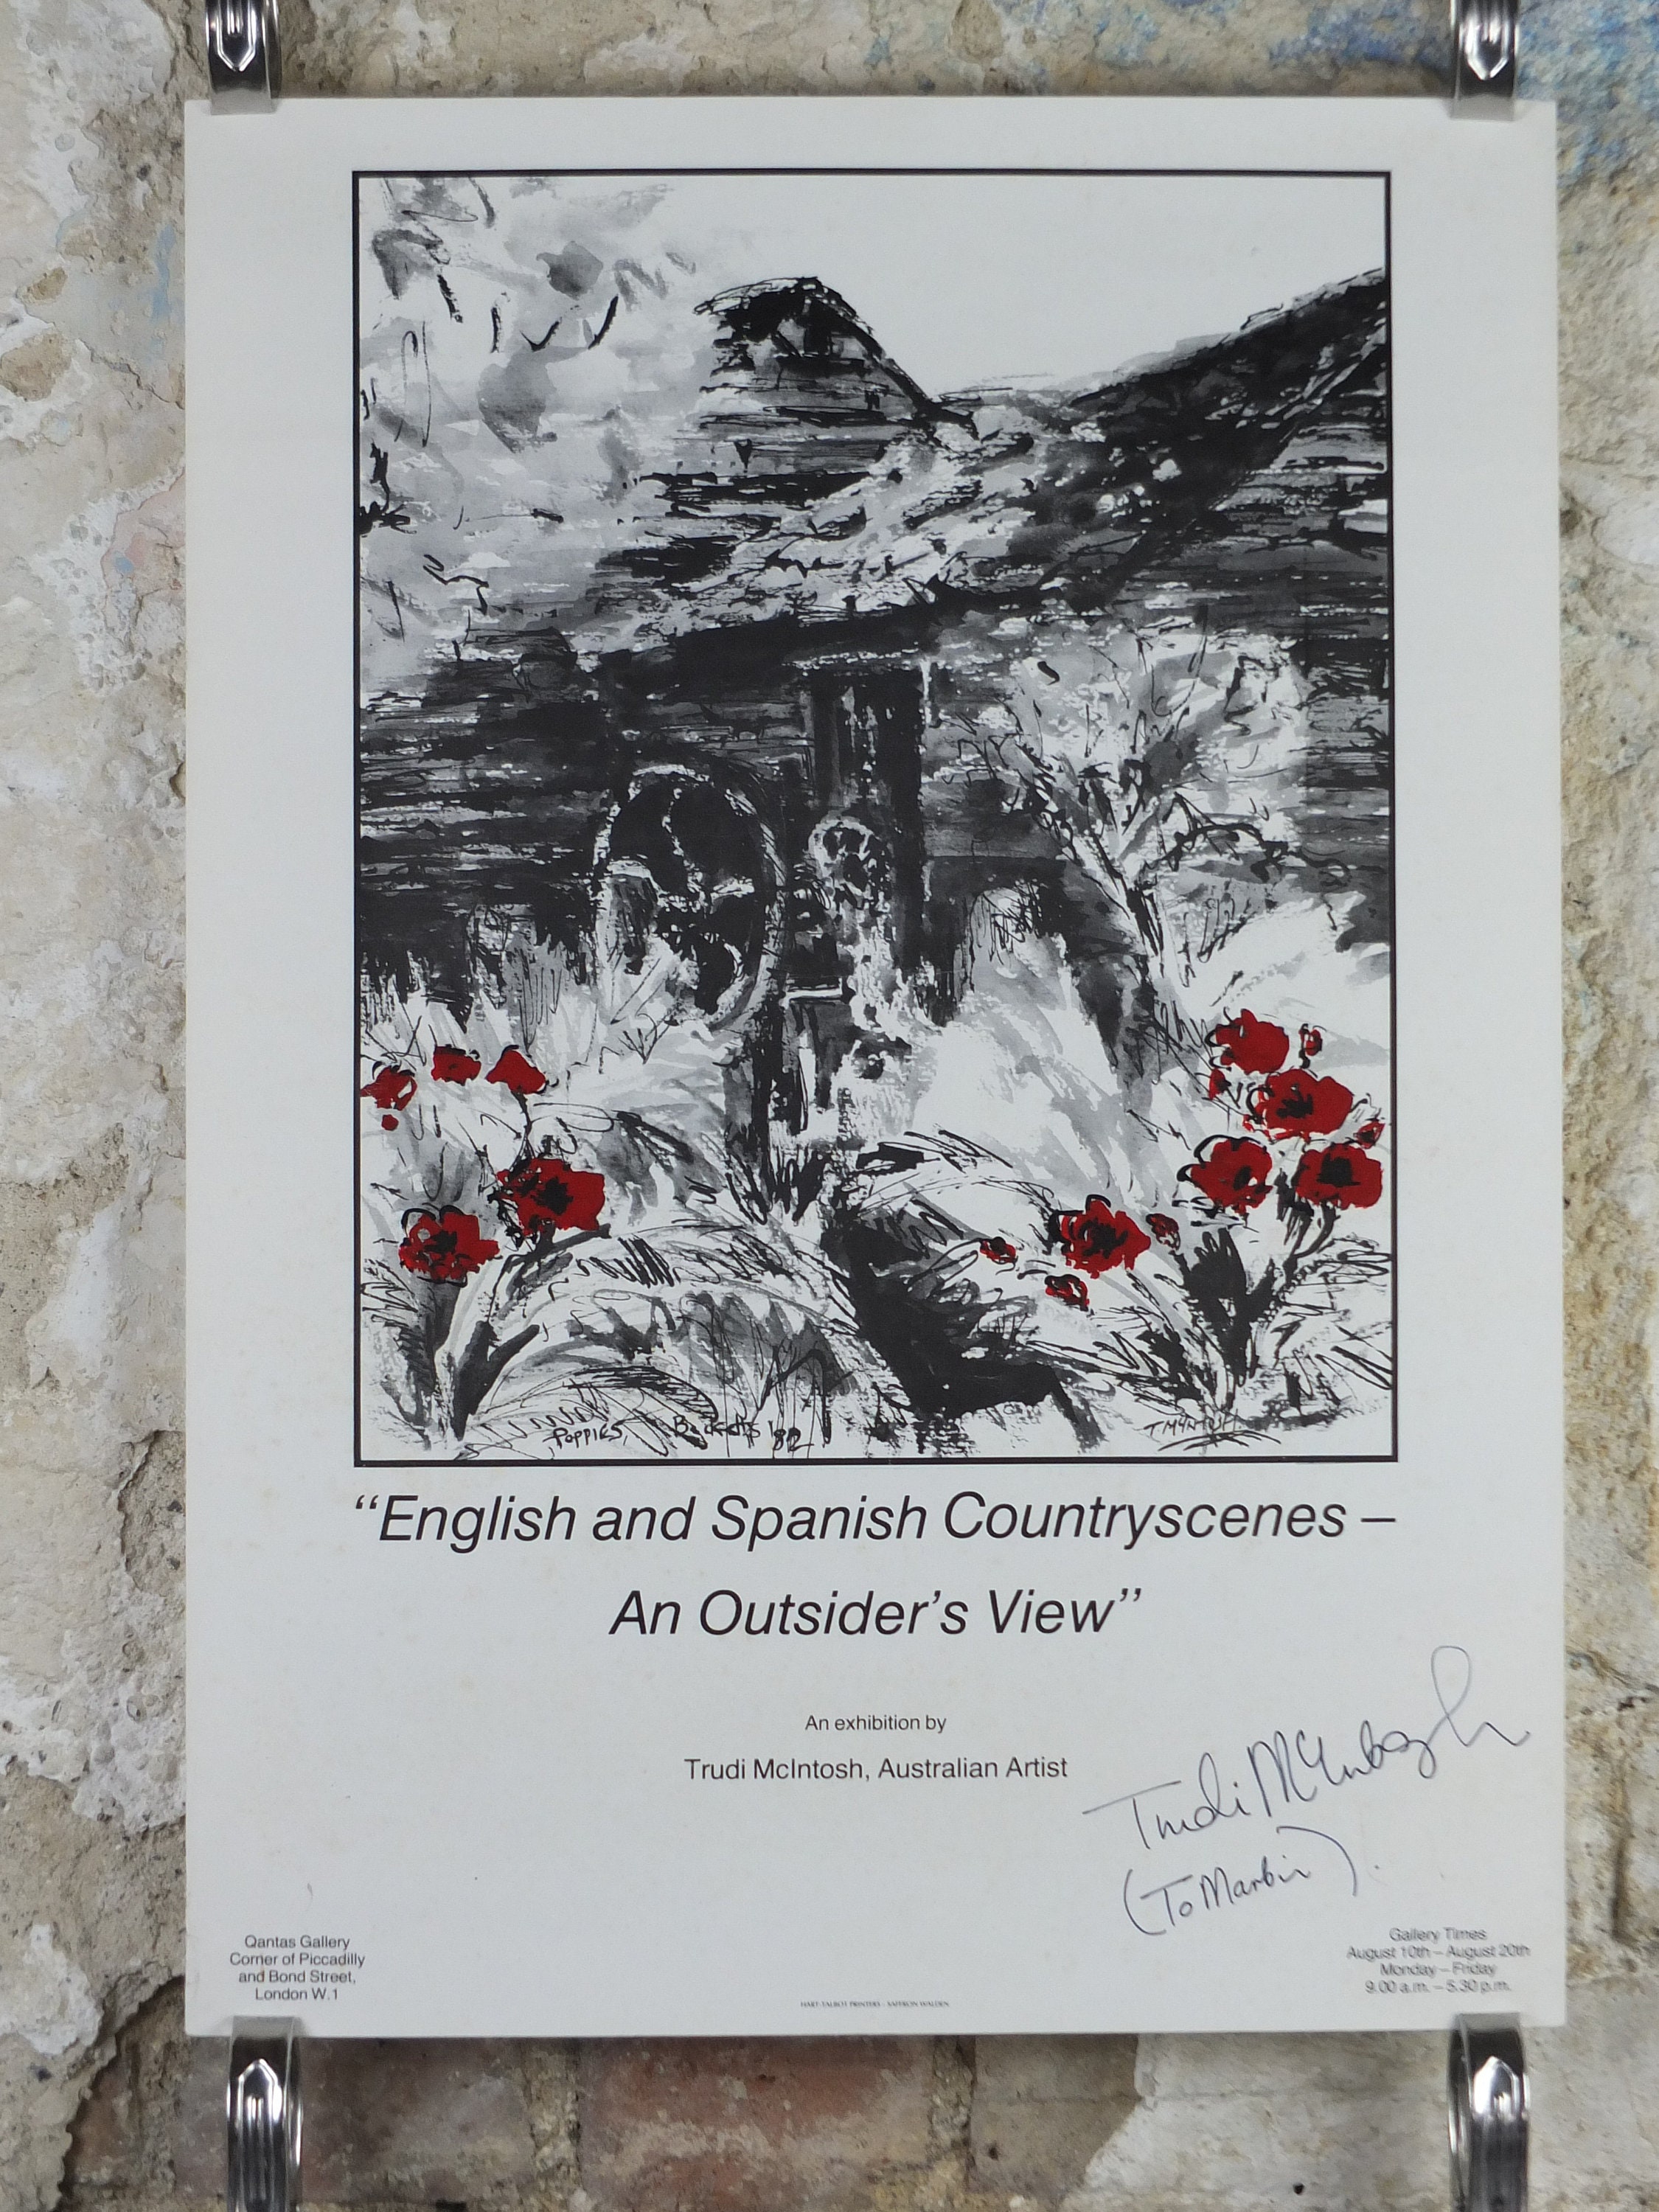 Poppies, '82
T MCINTOSH
“English and Spanish Countryscenes –
An Outsider’s View”
An exhibition by
Trudi McIntosh, Australian Artist
Trudi McIntosh
(To Martin).
Qantas Gallery
Corner of Piccadilly
and Bond Street,
London W.1
HART-TALBOT PRINTERS - SAFFRON WALDEN
Gallery Times
August 10th – August 20th
Monday – Friday
9.00 a.m. – 5.30 p.m.